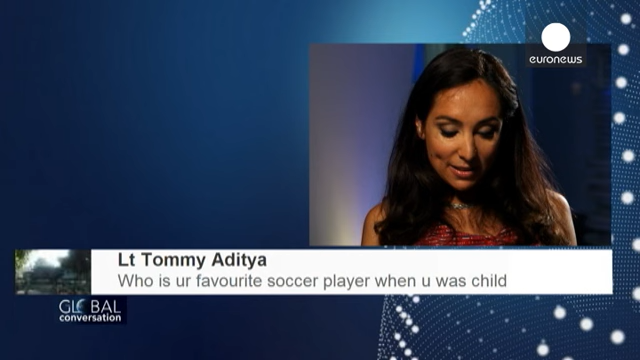 euronews
Lt Tommy Aditya
Who is ur favourite soccer player when u was child
GLOBAL
conversation